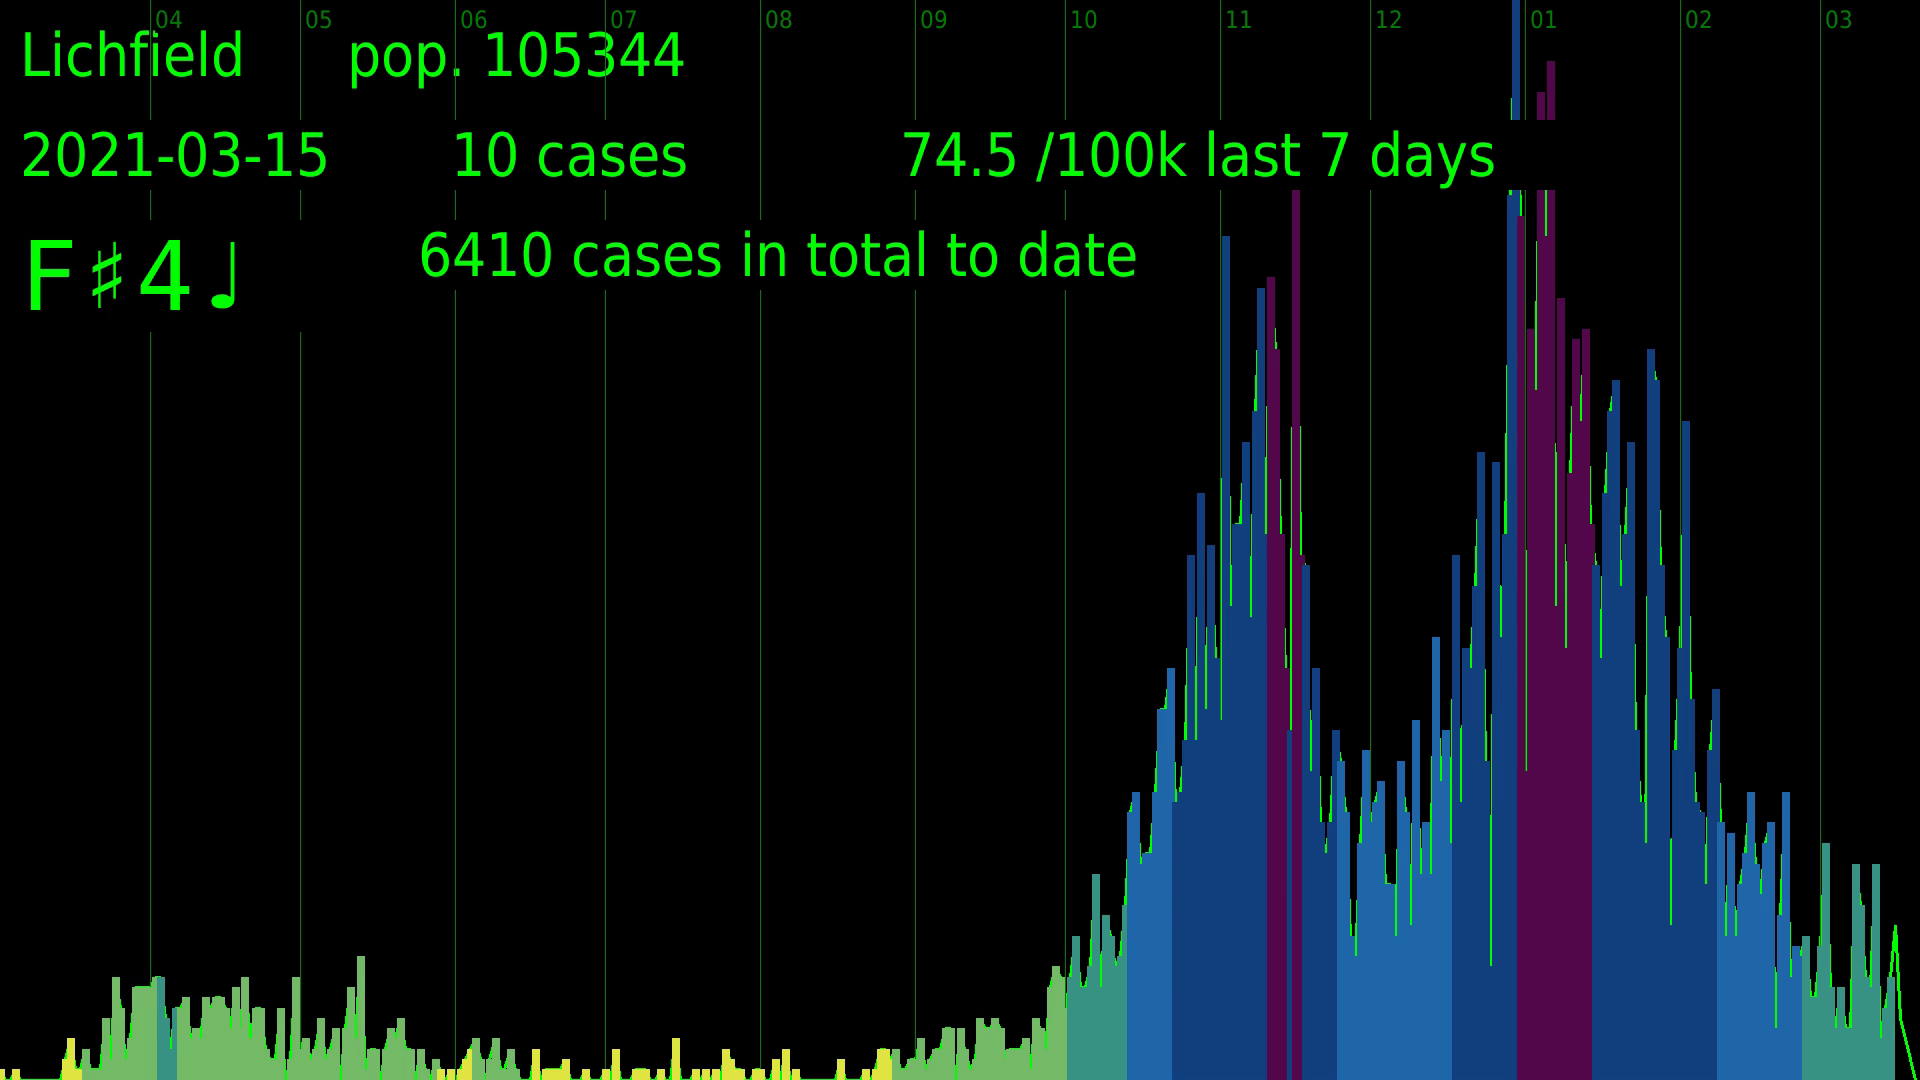 04 05 06 07 08 09 10 11 12 01 02 03
Lichfield pop. 105344
2021-03-15 10 cases 74.5 /100k last 7 days
F♯4♩ 6410 cases in total to date